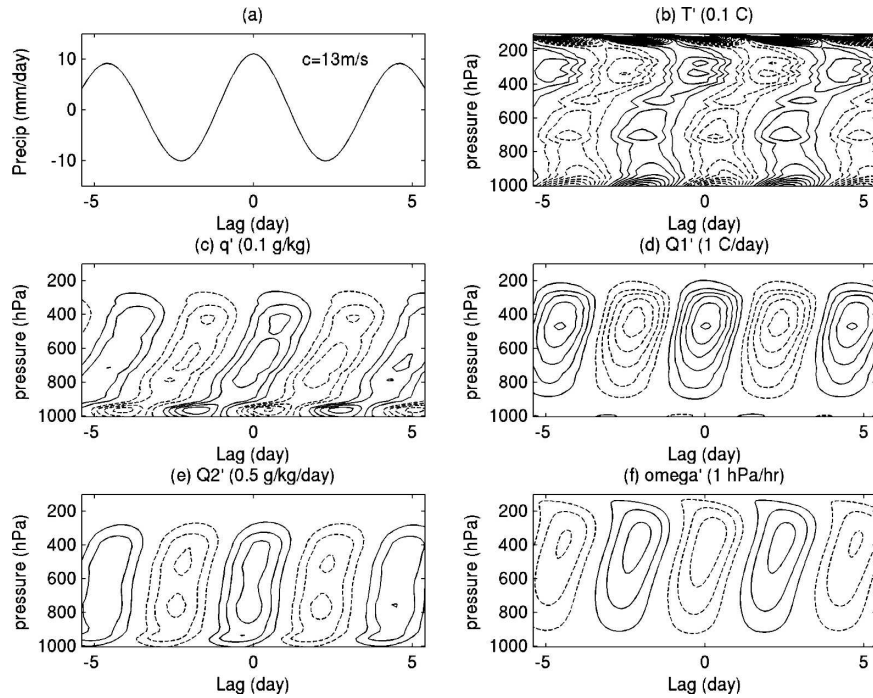 (a)
Precip (mm/day)
10
0
-10
c=13m/s
-5 0 5
Lag (day)
(b) T' (0.1 C)
pressure (hPa)
200
400
600
800
1000
-5 0 5
Lag (day)
(c) q' (0.1 g/kg)
pressure (hPa)
200
400
600
800
1000
-5 0 5
Lag (day)
(d) Q1' (1 C/day)
pressure (hPa)
200
400
600
800
1000
-5 0 5
Lag (day)
(e) Q2' (0.5 g/kg/day)
pressure (hPa)
200
400
600
800
1000
-5 0 5
Lag (day)
(f) omega' (1 hPa/hr)
pressure (hPa)
200
400
600
800
1000
-5 0 5
Lag (day)